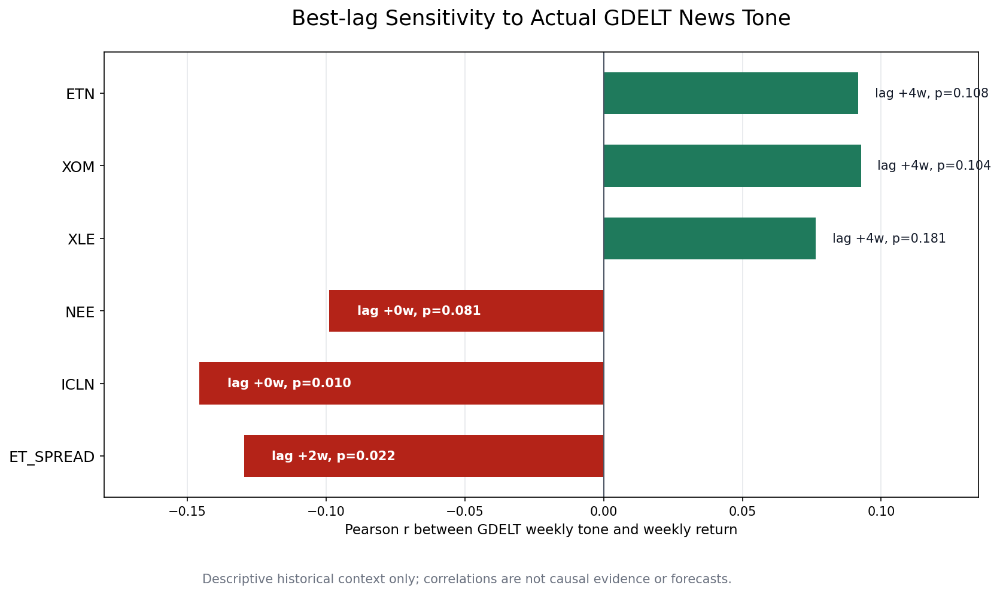 Best-lag Sensitivity to Actual GDELT News Tone
ETN
lag +4w, p=0.108
XOM
lag +4w, p=0.104
XLE
lag +4w, p=0.181
NEE
lag +0w, p=0.081
ICLN
lag +0w, p=0.010
ET_SPREAD
lag +2w, p=0.022
−0.15 −0.10 −0.05 0.00 0.05 0.10
Pearson r between GDELT weekly tone and weekly return
Descriptive historical context only; correlations are not causal evidence or forecasts.